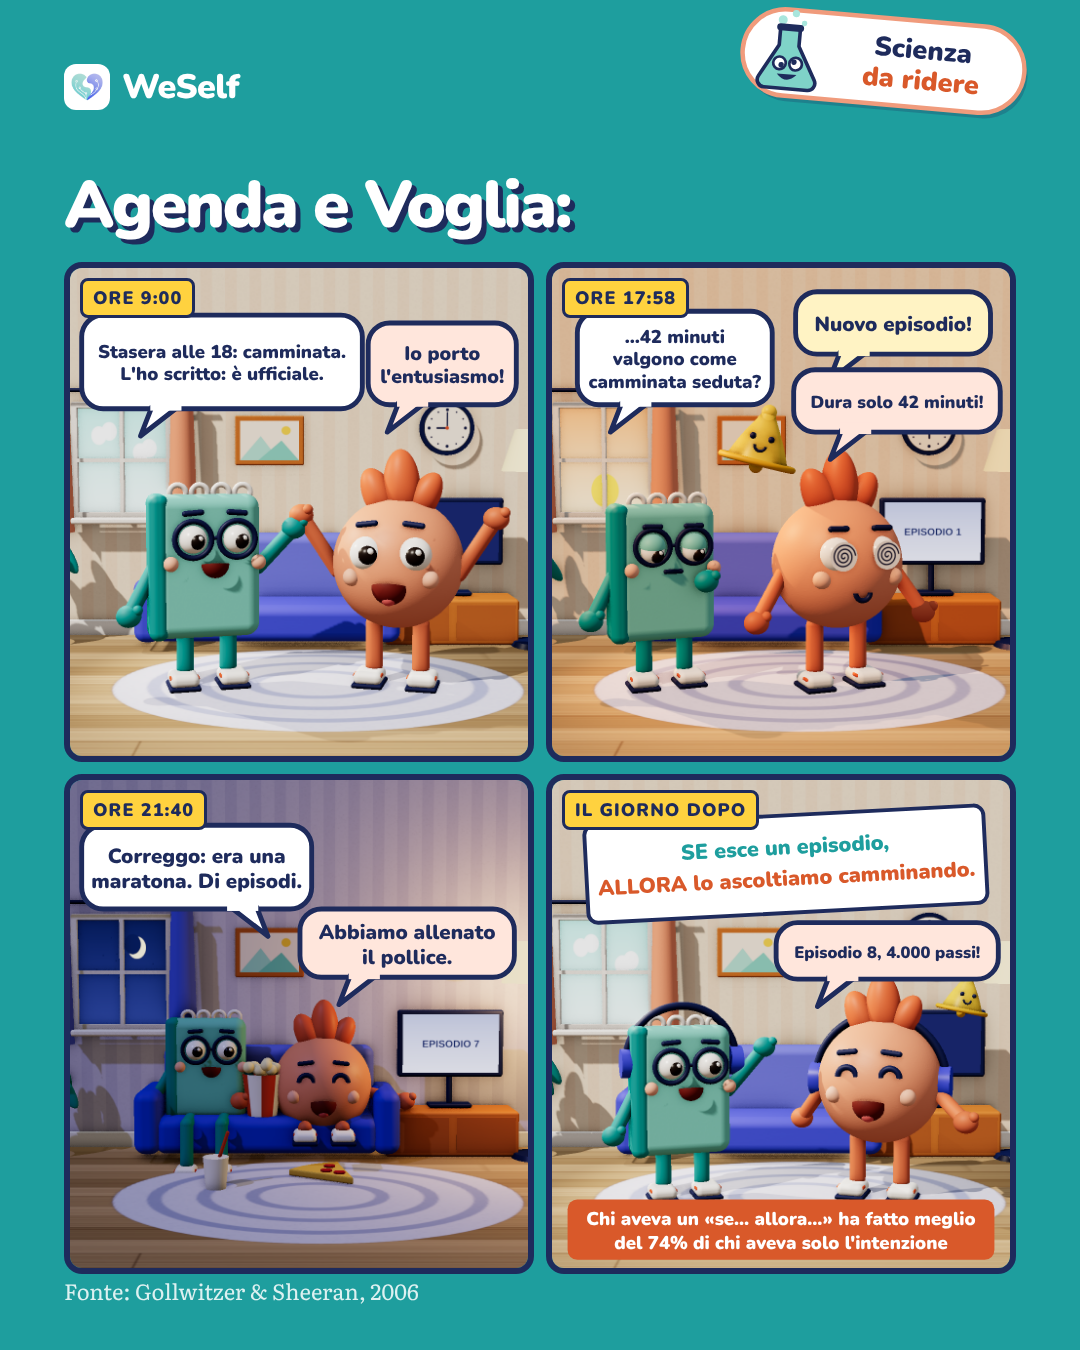 WeSelf
Scienza
da ridere
Agenda e Voglia:
ORE 9:00
Stasera alle 18: camminata.
L'ho scritto: è ufficiale.
Io porto
l'entusiasmo!
ORE 17:58
...42 minuti
valgono come
camminata seduta?
Nuovo episodio!
Dura solo 42 minuti!
EPISODIO 1
ORE 21:40
Correggo: era una
maratona. Di episodi.
Abbiamo allenato
il pollice.
EPISODIO 7
IL GIORNO DOPO
SE esce un episodio,
ALLORA lo ascoltiamo camminando.
Episodio 8, 4.000 passi!
Chi aveva un «se... allora...» ha fatto meglio
del 74% di chi aveva solo l'intenzione
Fonte: Gollwitzer & Sheeran, 2006